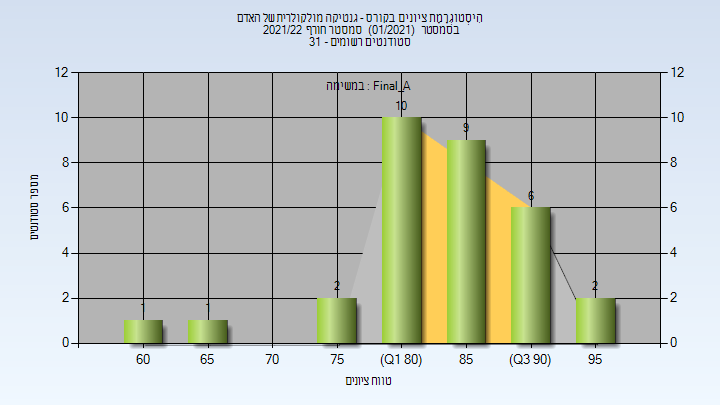 הִיסְטוֹגְרַמַּת ציונים בקורס - גנטיקה מולקולרית של האדם
בסמסטר (01/2021) סמסטר חורף 2021/22
סטודנטים רשומים - 31
במשימה : Final_A
מספר סטודנטים
12 12
10 10
8 8
6 6
4 4
2 2
0 0
1 1 2 10 9 6 2
60 65 70 75 (Q1 80) 85 (Q3 90) 95
טווח ציונים